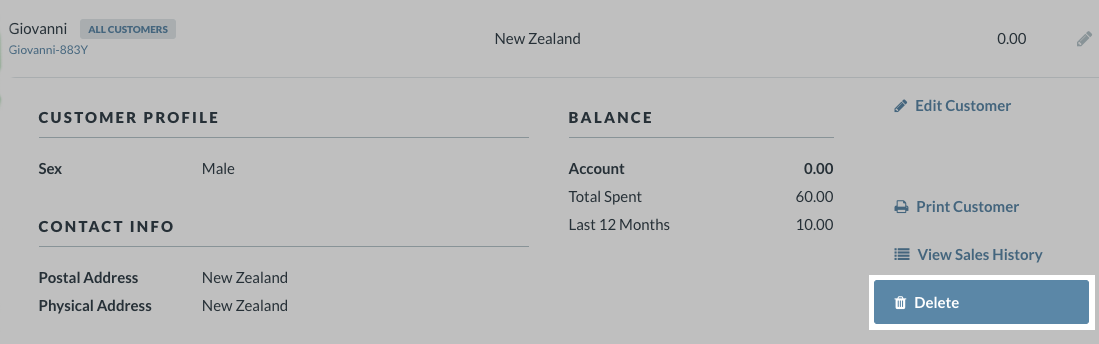 Giovanni ALL CUSTOMERS
Giovanni-883Y
New Zealand
0.00
CUSTOMER PROFILE
Sex Male
CONTACT INFO
Postal Address New Zealand
Physical Address New Zealand
BALANCE
Account 0.00
Total Spent 60.00
Last 12 Months 10.00
Edit Customer
Print Customer
View Sales History
Delete